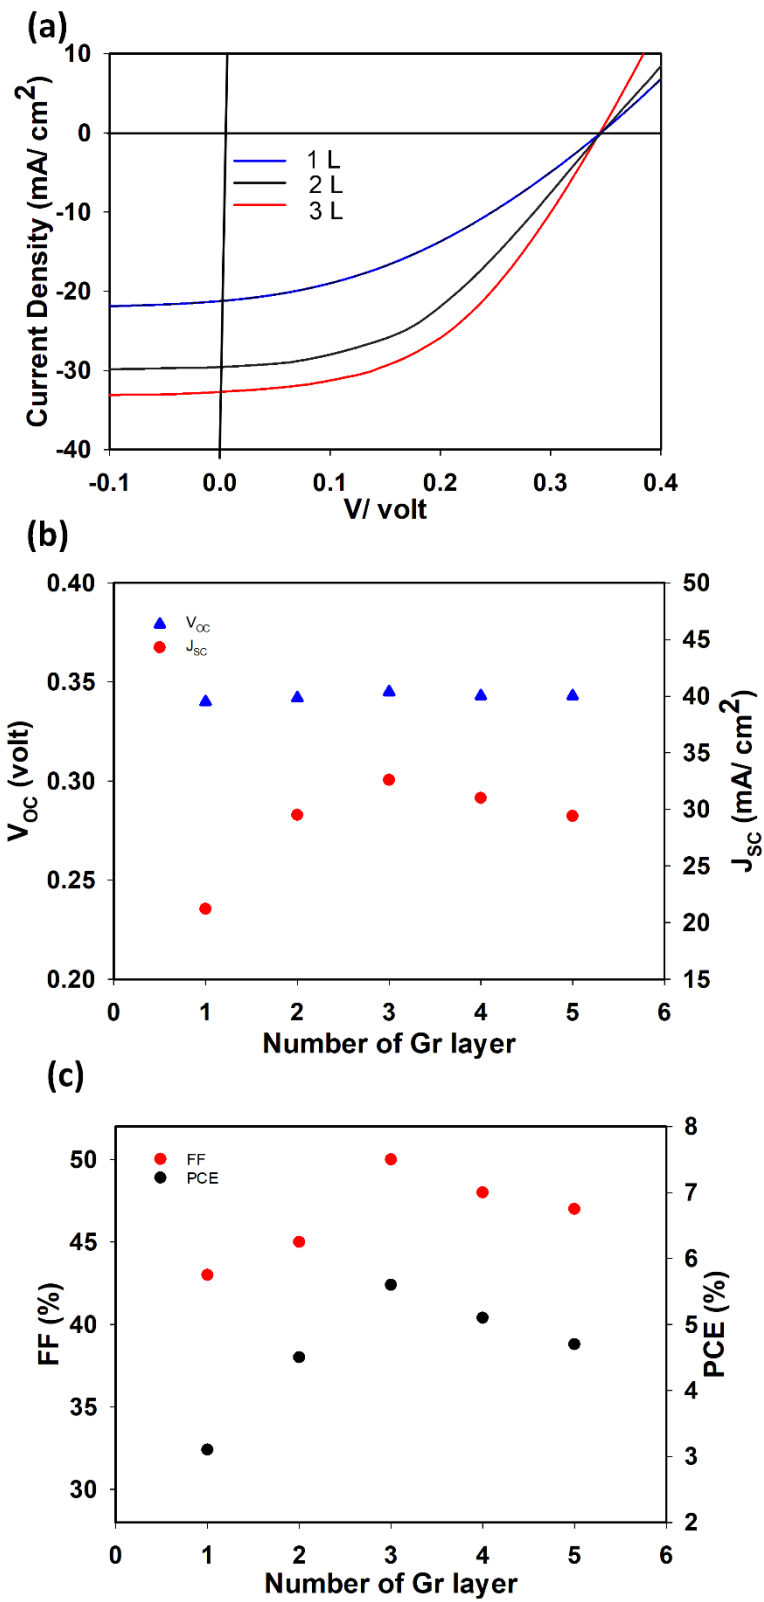 (a)
Current Density (mA/ cm²)
10
0
-10
-20
-30
-40
1 L
2 L
3 L
-0.1 0.0 0.1 0.2 0.3 0.4
V/ volt
(b)
V_OC (volt)
0.40
0.35
0.30
0.25
0.20
V_OC
J_SC
50
45
40
35
30
25
20
15
J_SC (mA/ cm²)
0 1 2 3 4 5 6
Number of Gr layer
(c)
FF (%)
50
45
40
35
30
FF
PCE
8
7
6
5
4
3
2
PCE (%)
0 1 2 3 4 5 6
Number of Gr layer